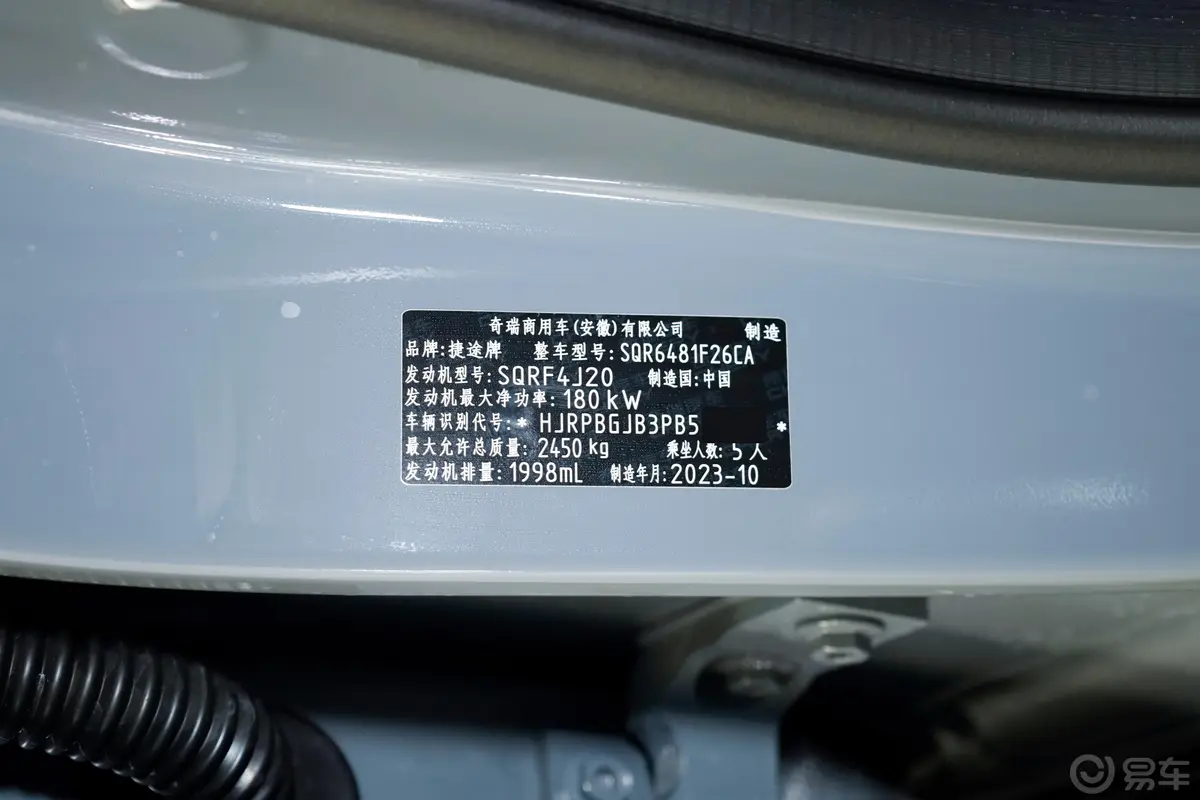 奇瑞商用车(安徽)有限公司 制造
品牌:捷途牌 整车型号:SQR6481F26CA
发动机型号:SQRF4J20 制造国:中国
发动机最大净功率:180kW
车辆识别代号:* HJRPBGJB3PB5 *
最大允许总质量:2450kg 乘坐人数:5人
发动机排量:1998mL 制造年月:2023-10
易车